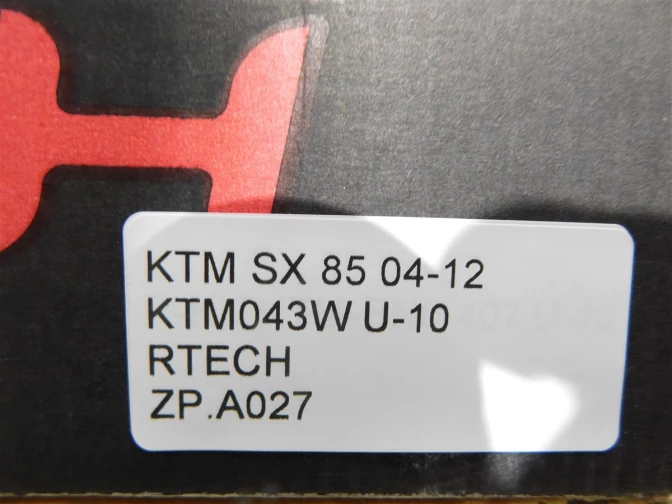 KTM SX 85 04-12
KTM043W U-10
RTECH
ZP.A027